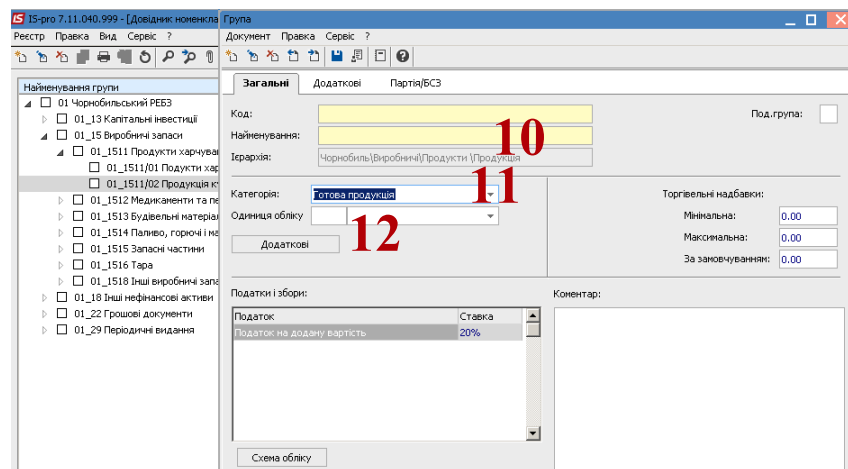 IS-pro 7.11.040.999 - [Довідник номенкла
Реєстр Правка Вид Сервіс ?
Найменування групи
01 Чорнобильський РЕБЗ
01_13 Капітальні інвестиції
01_15 Виробничі запаси
01_1511 Продукти харчува
01_1511/01 Подукти хар
01_1511/02 Продукція к
01_1512 Медикаменти та пе
01_1513 Будівельні матеріал
01_1514 Паливо, горючі і ма
01_1515 Запасні частини
01_1516 Тара
01_1518 Інші виробничі запа
01_18 Інші нефінансові активи
01_22 Грошові документи
01_29 Періодичні видання
Група
Документ Правка Сервіс ?
Загальні Додаткові Партія/БСЗ
Код: Под.група:
Найменування: 10
Ієрархія: Чорнобиль\Виробничі\Продукти \Продукція
Категорія: Готова продукція 11 Торгівельні надбавки:
Одиниця обліку 12 Мінімальна: 0.00
Додаткові Максимальна: 0.00
За замовчуванням: 0.00
Податки і збори: Коментар:
Податок Ставка
Податок на додану вартість 20%
Схема обліку